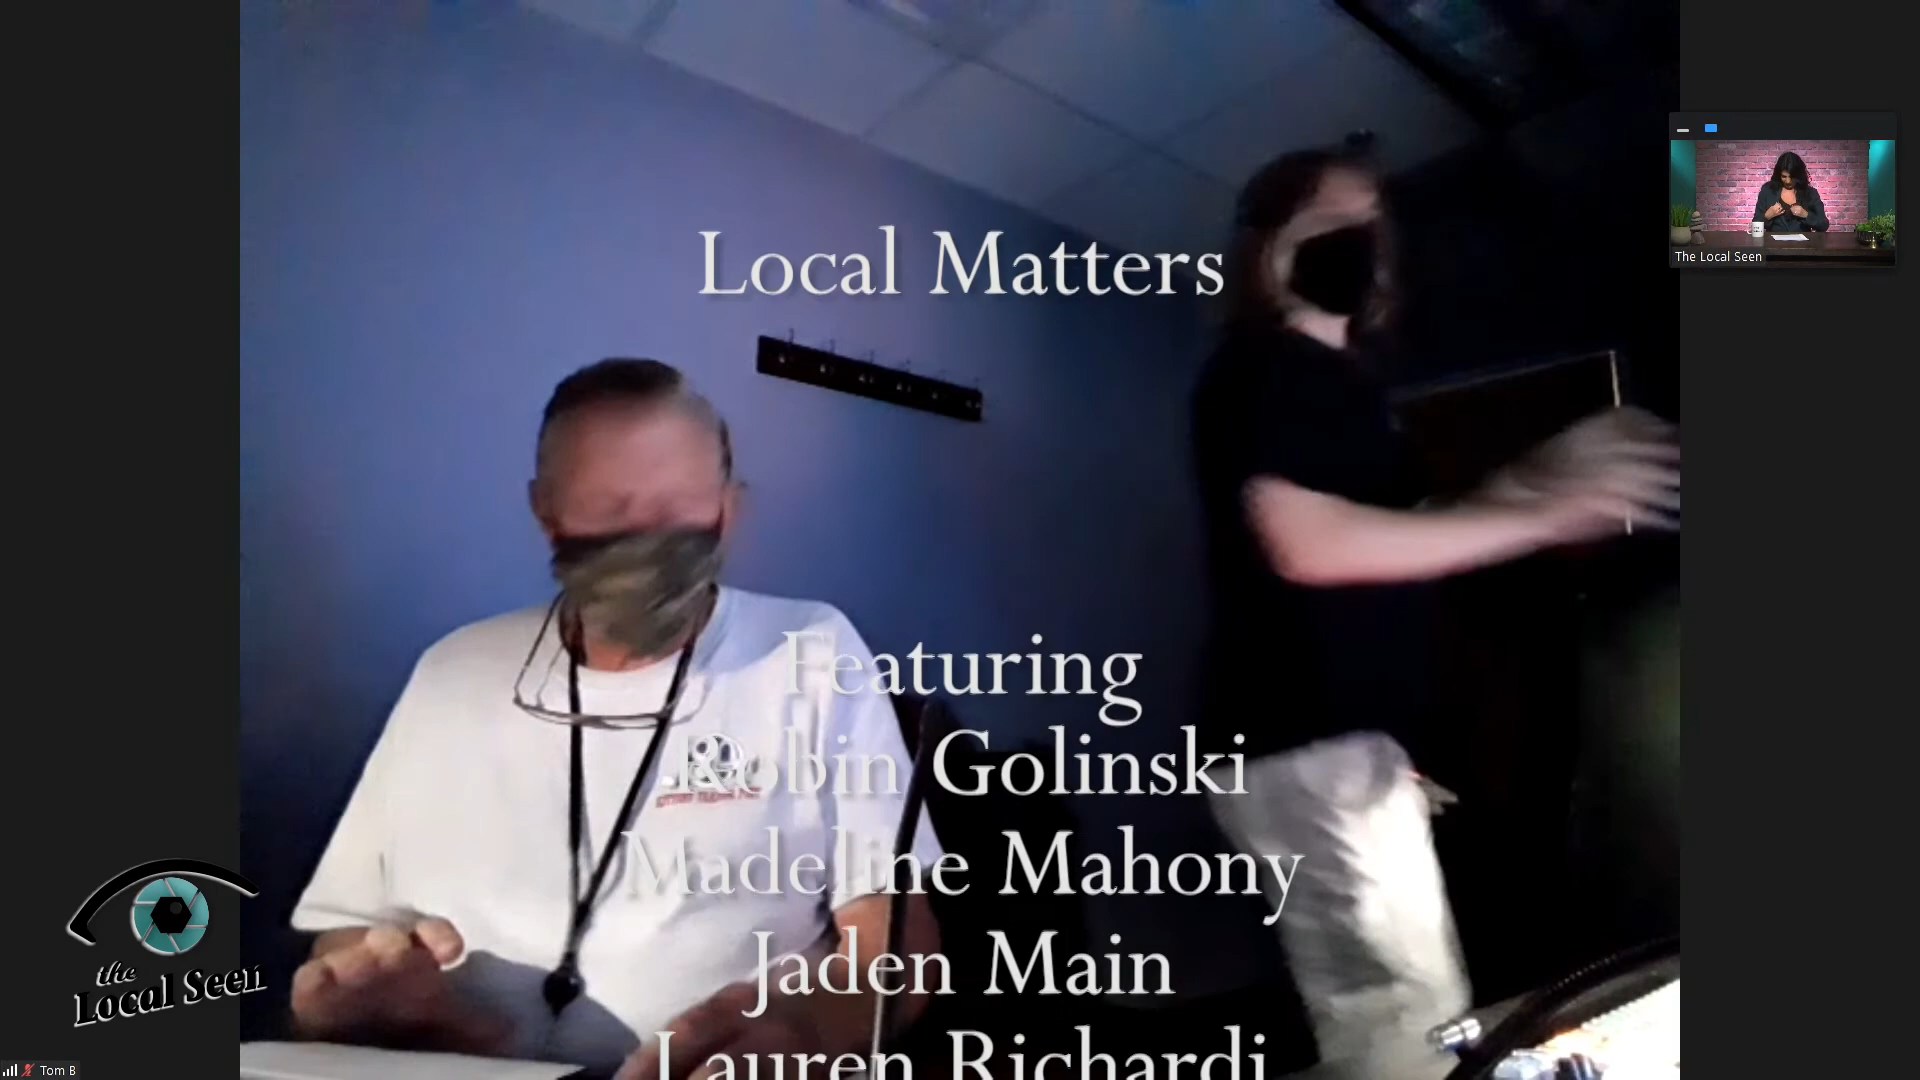 Local Matters
The Local Seen
Featuring
Robin Golinski
Madeline Mahony
Jaden Main
Lauren Richardi
the
Local Seen
Tom B